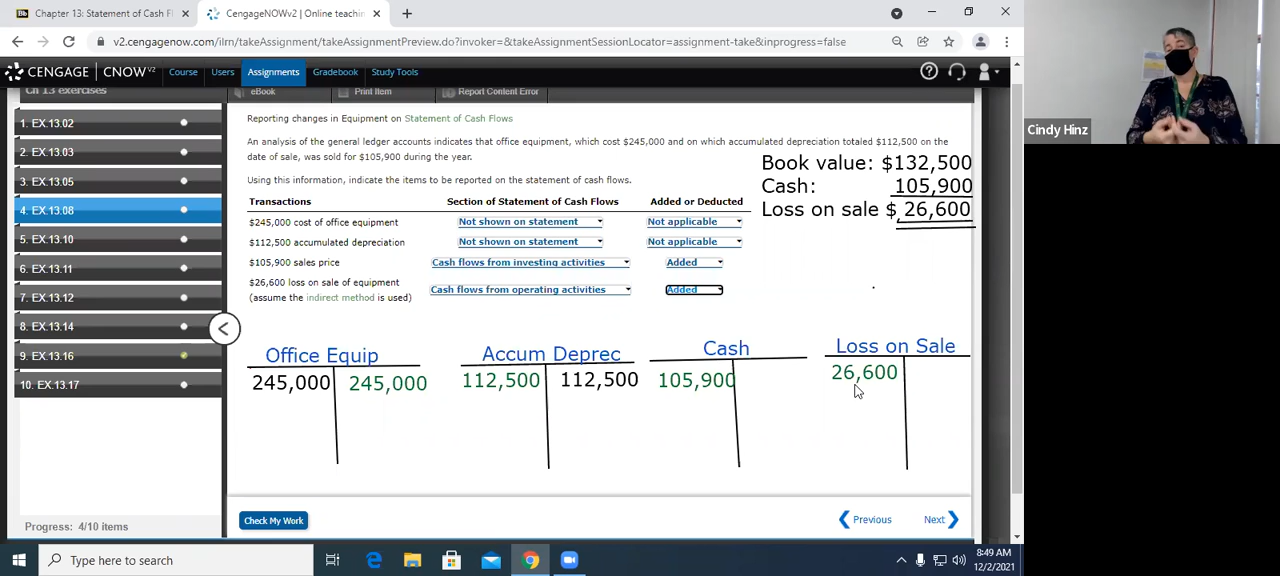 Chapter 13: Statement of Cash F
CengageNOWv2 | Online teachin
v2.cengagenow.com/ilrn/takeAssignment/takeAssignmentPreview.do?invoker=&takeAssignmentSessionLocator=assignment-take&inprogress=false
CENGAGE | CNOWv2 Course Users Assignments Gradebook Study Tools
Ch 13 exercises
eBook Print Item Report Content Error
1. EX.13.02
2. EX.13.03
3. EX.13.05
4. EX.13.08
5. EX.13.10
6. EX.13.11
7. EX.13.12
8. EX.13.14
9. EX.13.16
10. EX.13.17
Progress: 4/10 items
Reporting changes in Equipment on Statement of Cash Flows
An analysis of the general ledger accounts indicates that office equipment, which cost $245,000 and on which accumulated depreciation totaled $112,500 on the
date of sale, was sold for $105,900 during the year.
Using this information, indicate the items to be reported on the statement of cash flows.
Transactions Section of Statement of Cash Flows Added or Deducted
$245,000 cost of office equipment Not shown on statement Not applicable
$112,500 accumulated depreciation Not shown on statement Not applicable
$105,900 sales price Cash flows from investing activities Added
$26,600 loss on sale of equipment
(assume the indirect method is used) Cash flows from operating activities Added
Book value: $132,500
Cash: 105,900
Loss on sale $ 26,600
Office Equip Accum Deprec Cash Loss on Sale
245,000 245,000 112,500 112,500 105,900 26,600
Check My Work Previous Next
Cindy Hinz
Type here to search
8:49 AM
12/2/2021